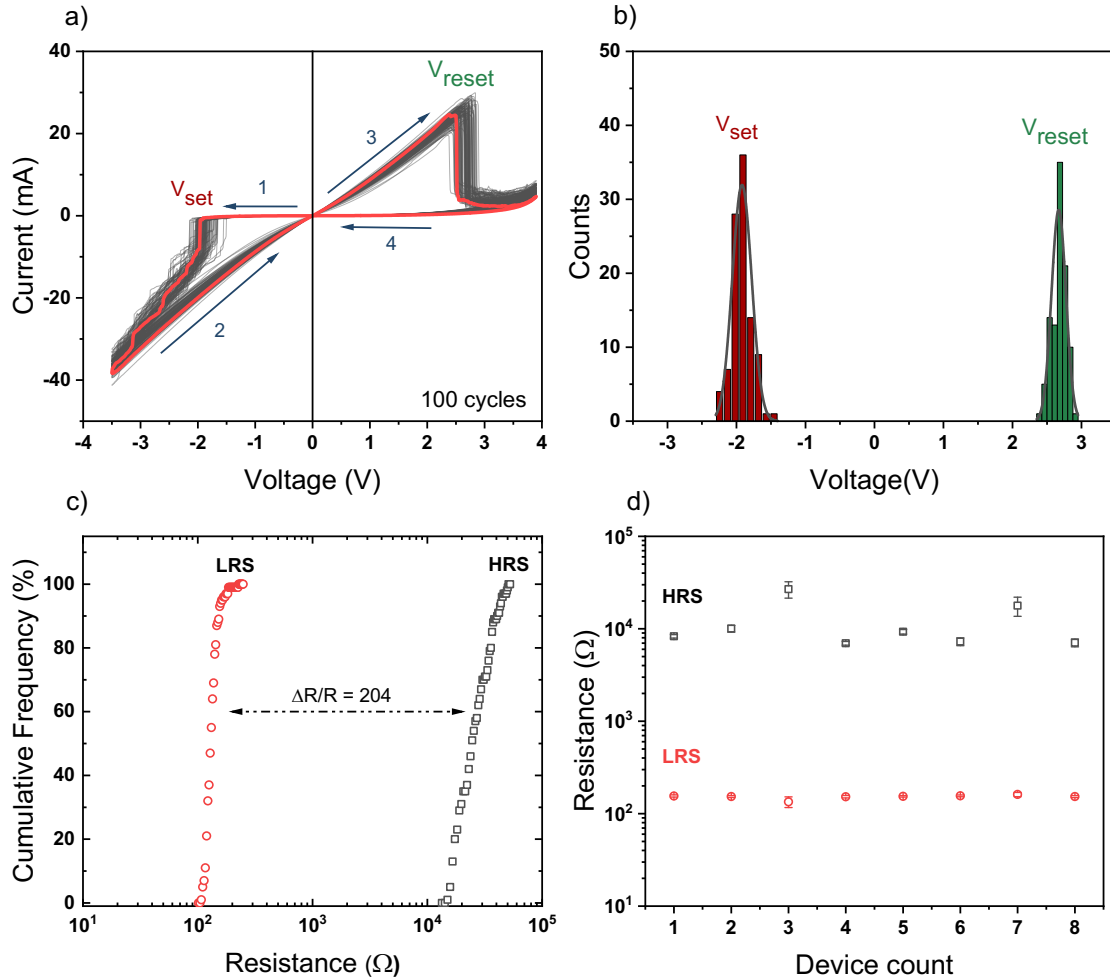 a)
40
20
0
-20
-40
Current (mA)
-4 -3 -2 -1 0 1 2 3 4
Voltage (V)
Vset
Vreset
1
2
3
4
100 cycles
b)
50
40
30
20
10
0
Counts
-3 -2 -1 0 1 2 3
Voltage(V)
Vset
Vreset
c)
100
80
60
40
20
0
Cumulative Frequency (%)
10^1 10^2 10^3 10^4 10^5
Resistance (Ω)
LRS
HRS
ΔR/R = 204
d)
10^5
10^4
10^3
10^2
10^1
Resistance (Ω)
1 2 3 4 5 6 7 8
Device count
HRS
LRS